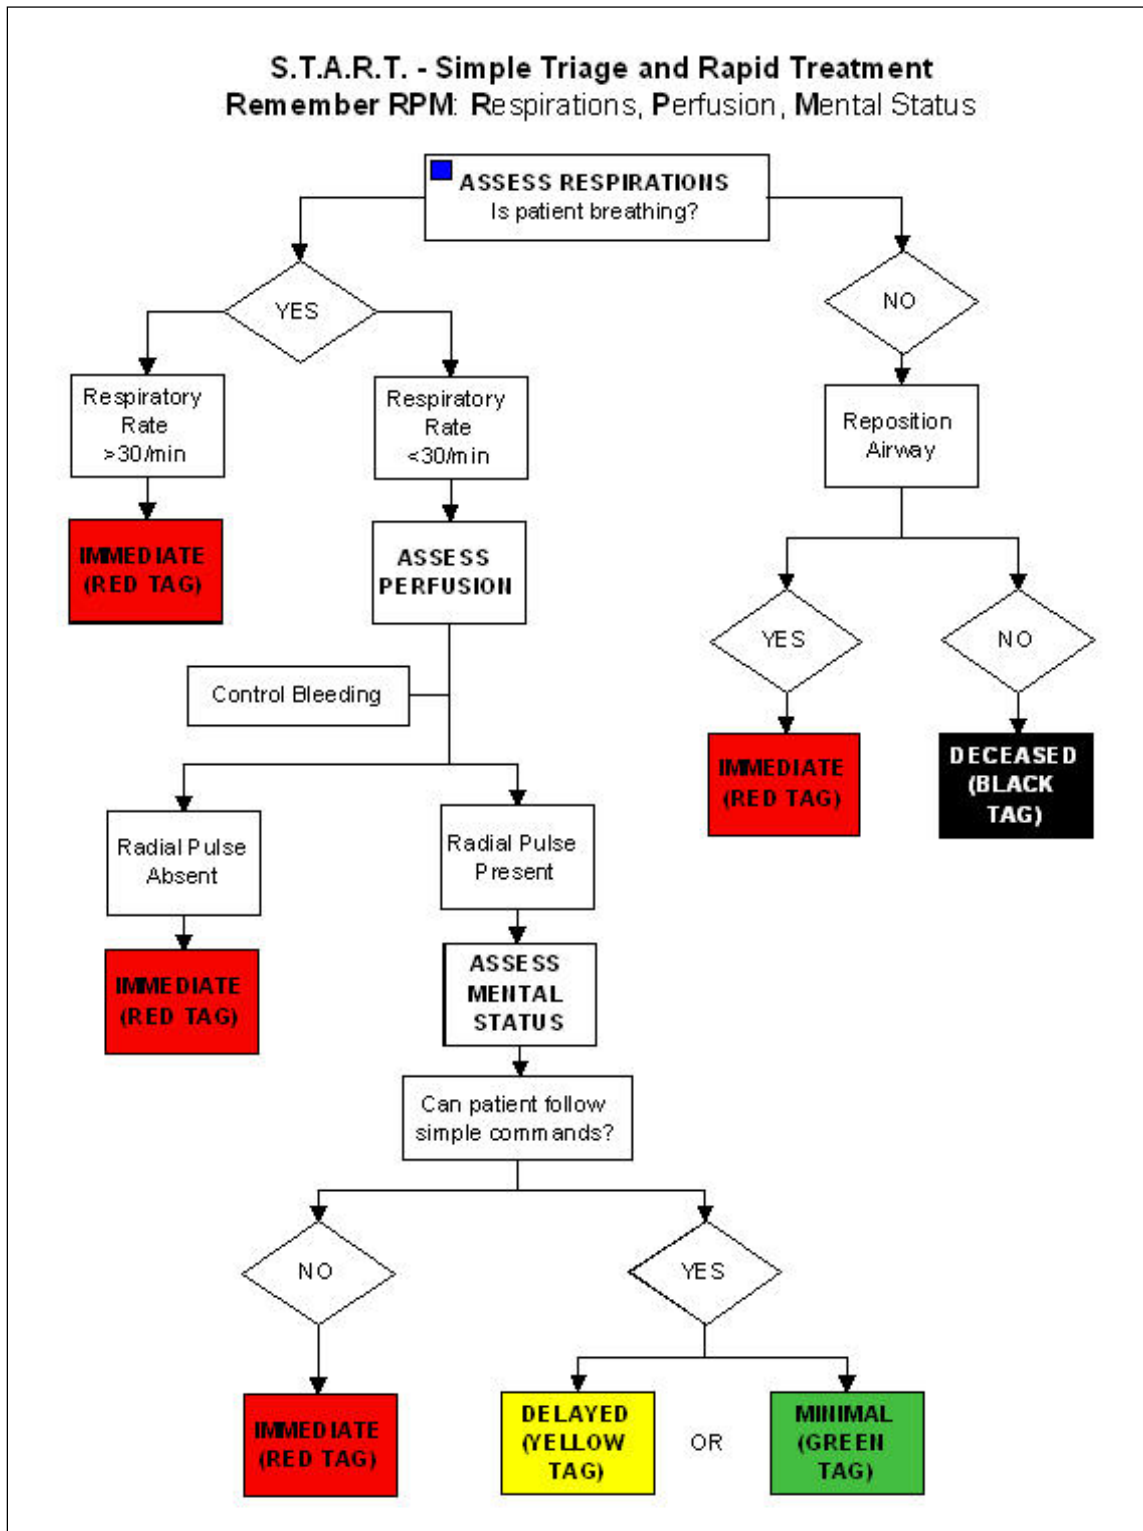 S.T.A.R.T. - Simple Triage and Rapid Treatment
Remember RPM: Respirations, Perfusion, Mental Status
ASSESS RESPIRATIONS
Is patient breathing?
YES
NO
Respiratory
Rate
>30/min
Respiratory
Rate
<30/min
Reposition
Airway
IMMEDIATE
(RED TAG)
ASSESS
PERFUSION
YES
NO
Control Bleeding
IMMEDIATE
(RED TAG)
DECEASED
(BLACK
TAG)
Radial Pulse
Absent
Radial Pulse
Present
IMMEDIATE
(RED TAG)
ASSESS
MENTAL
STATUS
Can patient follow
simple commands?
NO
YES
IMMEDIATE
(RED TAG)
DELAYED
(YELLOW
TAG)
OR
MINIMAL
(GREEN
TAG)